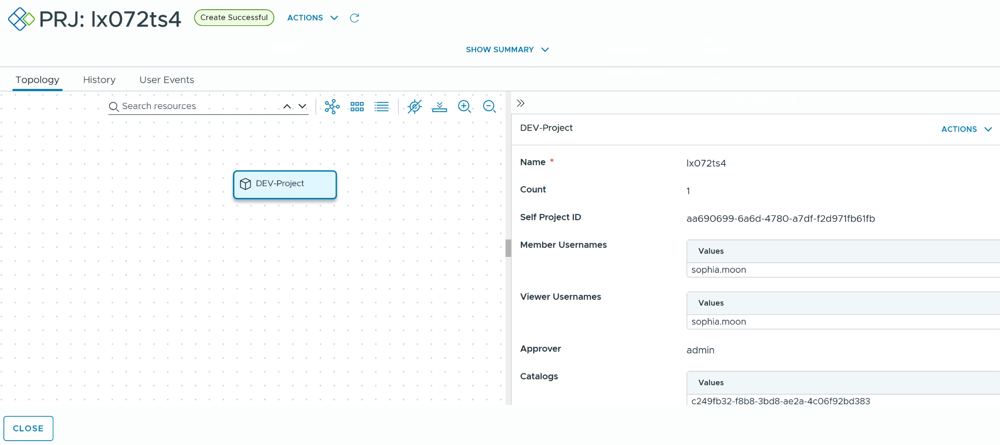 PRJ: lx072ts4
Create Successful
ACTIONS
SHOW SUMMARY
Topology
History
User Events
Search resources
DEV-Project
DEV-Project
ACTIONS
Name *
lx072ts4
Count
1
Self Project ID
aa690699-6a6d-4780-a7df-f2d971fb61fb
Member Usernames
Values
sophia.moon
Viewer Usernames
Values
sophia.moon
Approver
admin
Catalogs
Values
c249fb32-f8b8-3bd8-ae2a-4c06f92bd383
CLOSE